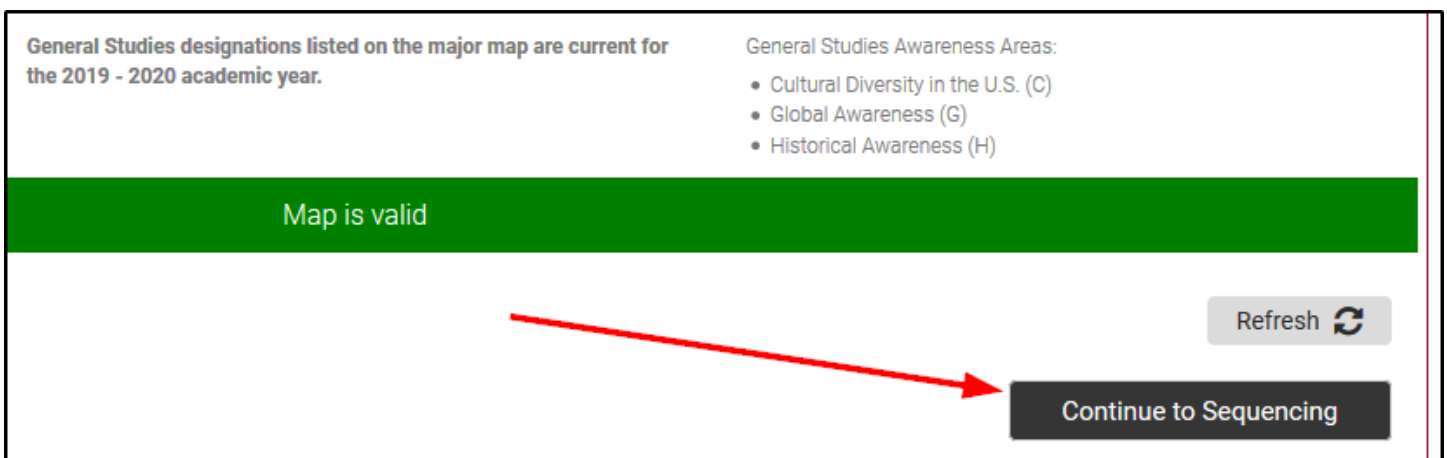 General Studies designations listed on the major map are current for
the 2019 - 2020 academic year.
General Studies Awareness Areas:
• Cultural Diversity in the U.S. (C)
• Global Awareness (G)
• Historical Awareness (H)
Map is valid
Refresh
Continue to Sequencing